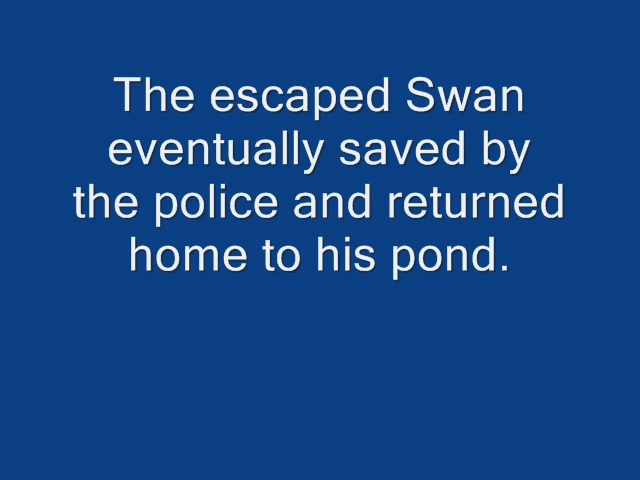 The escaped Swan
eventually saved by
the police and returned
home to his pond.